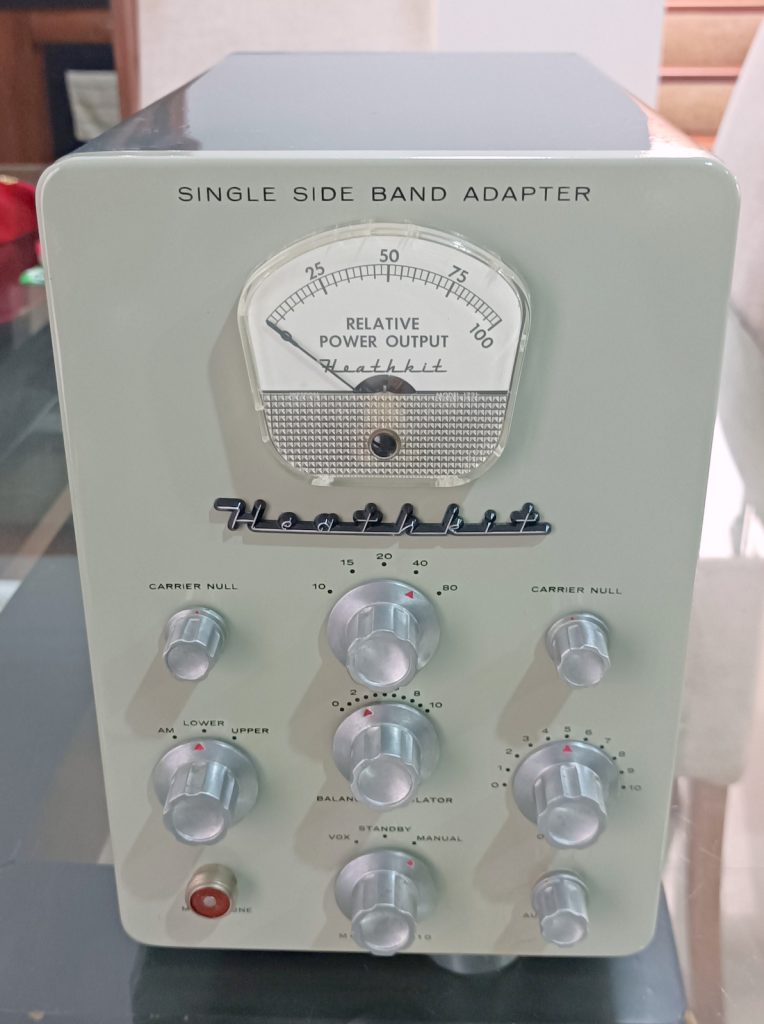 SINGLE SIDE BAND ADAPTER
25 50 75 100
RELATIVE
POWER OUTPUT
Heathkit
Heathkit
10 15 20 40 80
CARRIER NULL
CARRIER NULL
0 2 8 10
AM LOWER UPPER
0 1 2 3 4 5 6 7 8 9 10
VOX STANDBY MANUAL